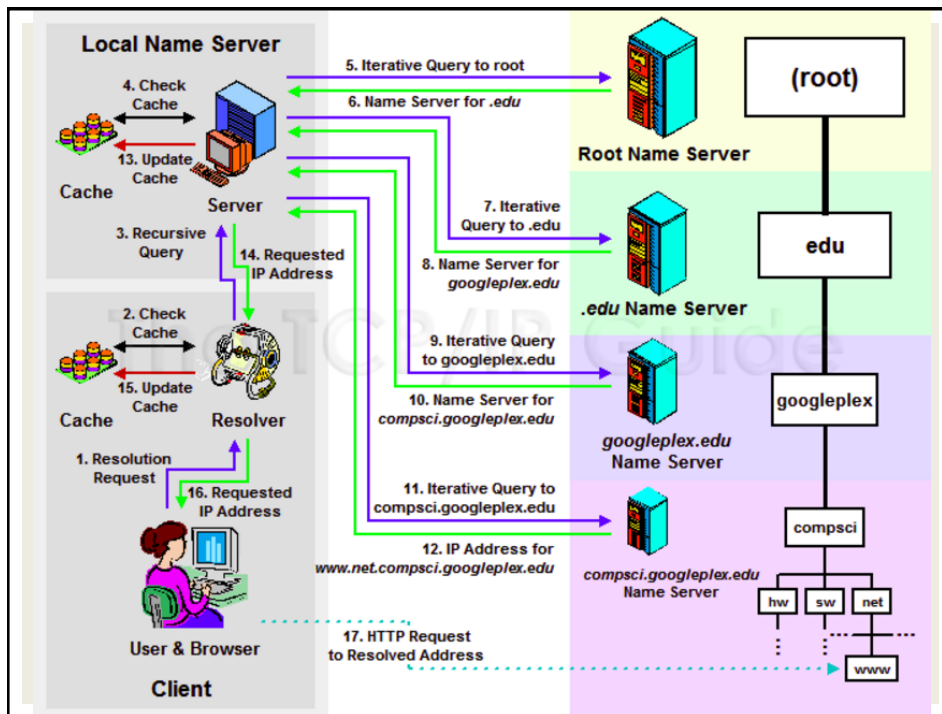 Local Name Server
4. Check
Cache
13. Update
Cache
Cache
Server
3. Recursive
Query
14. Requested
IP Address
2. Check
Cache
15. Update
Cache
Cache
Resolver
1. Resolution
Request
16. Requested
IP Address
User & Browser
Client
5. Iterative Query to root
6. Name Server for .edu
7. Iterative
Query to .edu
8. Name Server for
googleplex.edu
9. Iterative Query
to googleplex.edu
10. Name Server for
compsci.googleplex.edu
11. Iterative Query to
compsci.googleplex.edu
12. IP Address for
www.net.compsci.googleplex.edu
17. HTTP Request
to Resolved Address
Root Name Server
.edu Name Server
googleplex.edu
Name Server
compsci.googleplex.edu
Name Server
(root)
edu
googleplex
compsci
hw
sw
net
www
The TCP/IP Guide